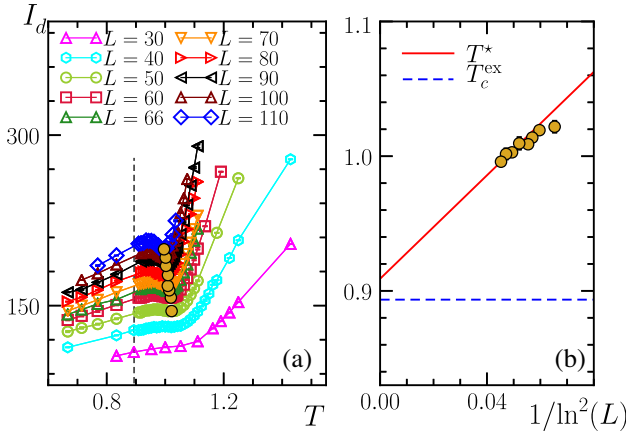 I_d
L = 30
L = 40
L = 50
L = 60
L = 66
L = 70
L = 80
L = 90
L = 100
L = 110
300
150
0.8
1.2
T
(a)
1.1
1.0
0.9
T⋆
T_c^ex
0.00
0.04
1/ln²(L)
(b)